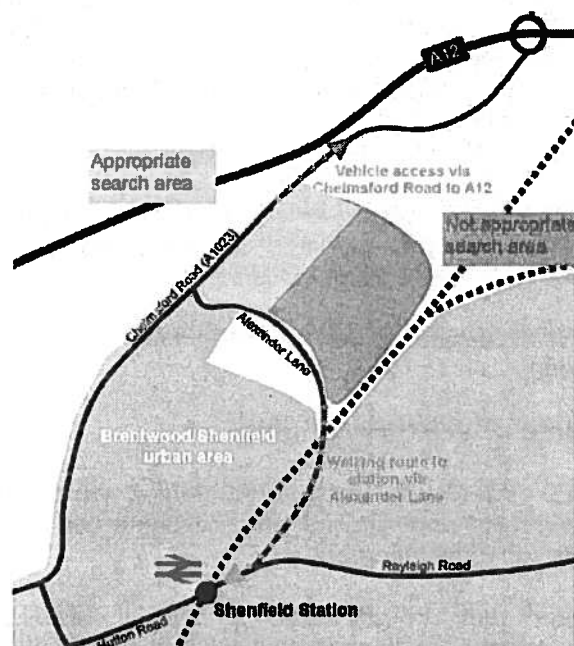 A12
Appropriate
search area
Vehicle access via
Chelmsford Road to A12
Not appropriate
search area
Chelmsford Road (A1023)
Alexander Lane
Brentwood/Shenfield
urban area
Walking route to
station via
Alexander Lane
Rayleigh Road
Shenfield Station
Hutton Road